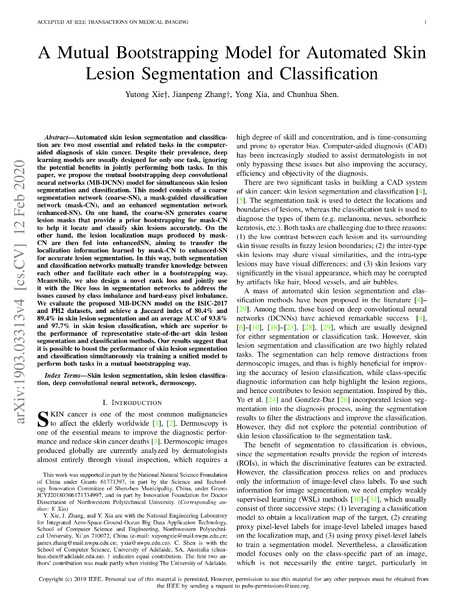 ACCEPTED AT IEEE TRANSACTIONS ON MEDICAL IMAGING 1
A Mutual Bootstrapping Model for Automated Skin
Lesion Segmentation and Classification
Yutong Xie†, Jianpeng Zhang†, Yong Xia, and Chunhua Shen.
arXiv:1903.03313v4 [cs.CV] 12 Feb 2020
Abstract—Automated skin lesion segmentation and classifica-
tion are two most essential and related tasks in the computer-
aided diagnosis of skin cancer. Despite their prevalence, deep
learning models are usually designed for only one task, ignoring
the potential benefits in jointly performing both tasks. In this
paper, we propose the mutual bootstrapping deep convolutional
neural networks (MB-DCNN) model for simultaneous skin lesion
segmentation and classification. This model consists of a coarse
segmentation network (coarse-SN), a mask-guided classification
network (mask-CN), and an enhanced segmentation network
(enhanced-SN). On one hand, the coarse-SN generates coarse
lesion masks that provide a prior bootstrapping for mask-CN
to help it locate and classify skin lesions accurately. On the
other hand, the lesion localization maps produced by mask-
CN are then fed into enhanced-SN, aiming to transfer the
localization information learned by mask-CN to enhanced-SN
for accurate lesion segmentation. In this way, both segmentation
and classification networks mutually transfer knowledge between
each other and facilitate each other in a bootstrapping way.
Meanwhile, we also design a novel rank loss and jointly use
it with the Dice loss in segmentation networks to address the
issues caused by class imbalance and hard-easy pixel imbalance.
We evaluate the proposed MB-DCNN model on the ISIC-2017
and PH2 datasets, and achieve a Jaccard index of 80.4% and
89.4% in skin lesion segmentation and an average AUC of 93.8%
and 97.7% in skin lesion classification, which are superior to
the performance of representative state-of-the-art skin lesion
segmentation and classification methods. Our results suggest that
it is possible to boost the performance of skin lesion segmentation
and classification simultaneously via training a unified model to
perform both tasks in a mutual bootstrapping way.
Index Terms—Skin lesion segmentation, skin lesion classifica-
tion, deep convolutional neural network, dermoscopy.
I. INTRODUCTION
SKIN cancer is one of the most common malignancies
to affect the elderly worldwide [1], [2]. Dermoscopy is
one of the essential means to improve the diagnostic perfor-
mance and reduce skin cancer deaths [3]. Dermoscopic images
produced globally are currently analyzed by dermatologists
almost entirely through visual inspection, which requires a
This work was supported in part by the National Natural Science Foundation
of China under Grants 61771397, in part by the Science and Technology
Innovation Committee of Shenzhen Municipality, China, under Grants
JCYJ20180306171334997, and in part by Innovation Foundation for Doctor
Dissertation of Northwestern Polytechnical University. (Corresponding au-
thor: Y. Xia)
Y. Xie, J. Zhang, and Y. Xia are with the National Engineering Laboratory
for Integrated Aero-Space-Ground-Ocean Big Data Application Technology,
School of Computer Science and Engineering, Northwestern Polytechni-
cal University, Xi'an 710072, China (e-mail: xuyongxie@mail.nwpu.edu.cn;
james.zhang@mail.nwpu.edu.cn; yxia@nwpu.edu.cn). C. Shen is with the
School of Computer Science, University of Adelaide, SA, Australia (chun-
hua.shen@adelaide.edu.au). † indicates equal contribution. The first two au-
thors' contribution was made partly when visiting The University of Adelaide.
high degree of skill and concentration, and is time-consuming
and prone to operator bias. Computer-aided diagnosis (CAD)
has been increasingly studied to assist dermatologists in not
only bypassing these issues but also improving the accuracy,
efficiency and objectivity of the diagnosis.
There are two significant tasks in building a CAD system
of skin cancer: skin lesion segmentation and classification [4],
[5]. The segmentation task is used to detect the locations and
boundaries of lesions, whereas the classification task is used to
diagnose the types of them (e.g. melanoma, nevus, seborrheic
keratosis, etc.). Both tasks are challenging due to three reasons:
(1) the low contrast between each lesion and its surrounding
skin tissue results in fuzzy lesion boundaries; (2) the inter-type
skin lesions may share visual similarities, and the intra-type
lesions may have visual differences; and (3) skin lesions vary
significantly in the visual appearance, which may be corrupted
by artifacts like hair, blood vessels, and air bubbles.
A mass of automated skin lesion segmentation and clas-
sification methods have been proposed in the literature [4]–
[29]. Among them, those based on deep convolutional neural
networks (DCNNs) have achieved remarkable success [4],
[6]–[16], [18]–[23], [28], [29], which are usually designed
for either segmentation or classification task. However, skin
lesion segmentation and classification are two highly related
tasks. The segmentation can help remove distractions from
dermoscopic images, and thus is highly beneficial for improv-
ing the accuracy of lesion classification, while class-specific
diagnostic information can help highlight the lesion regions,
and hence contributes to lesion segmentation. Inspired by this,
Yu et al. [24] and González-Daz [26] incorporated lesion seg-
mentation into the diagnosis process, using the segmentation
results to filter the distractions and improve the classification.
However, they did not explore the potential contribution of
skin lesion classification to the segmentation task.
The benefit of segmentation to classification is obvious,
since the segmentation results provide the region of interests
(ROIs), in which the discriminative features can be extracted.
However, the classification process relies on and produces
only the information of image-level class labels. To use such
information for image segmentation, we need employ weakly
supervised learning (WSL) methods [30]–[34], which usually
consist of three successive steps: (1) leveraging a classification
model to obtain a localization map of the target, (2) creating
proxy pixel-level labels for image-level labeled images based
on the localization map, and (3) using proxy pixel-level labels
to train a segmentation model. Nevertheless, a classification
model focuses only on the class-specific part of an image,
which is not necessarily the entire target, particularly in
Copyright (c) 2019 IEEE. Personal use of this material is permitted. However, permission to use this material for any other purposes must be obtained from
the IEEE by sending a request to pubs-permissions@ieee.org.